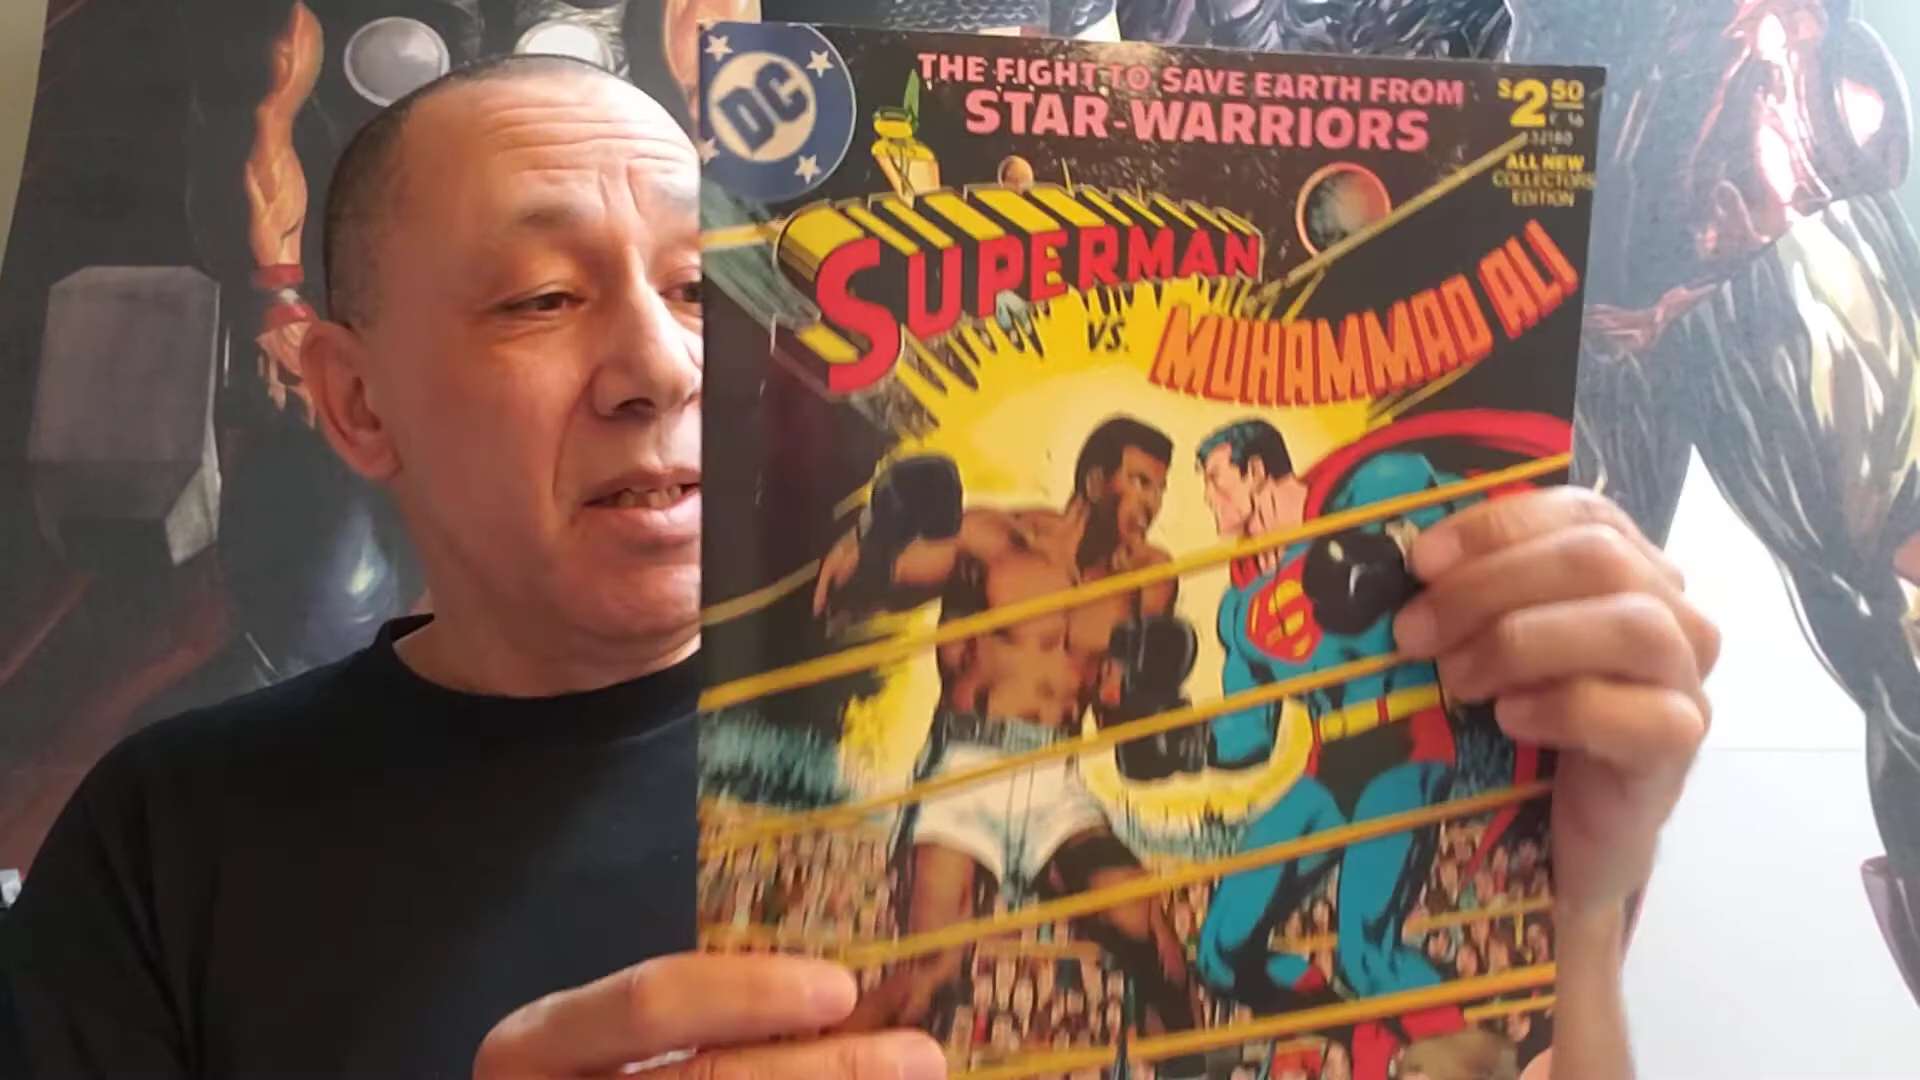 DC
THE FIGHT TO SAVE EARTH FROM
STAR-WARRIORS
$2.50
ALL NEW
COLLECTORS
EDITION
SUPERMAN
VS.
MUHAMMAD ALI
S